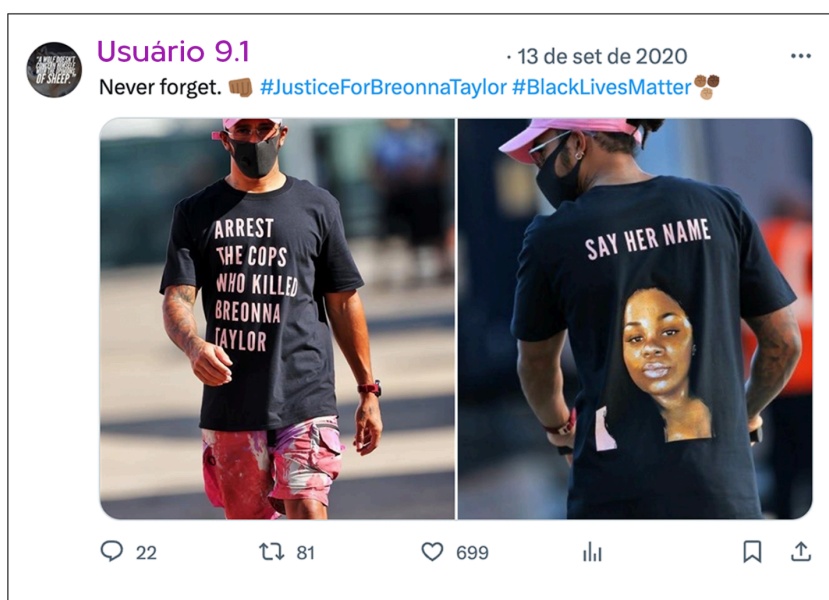 Usuário 9.1
· 13 de set de 2020
Never forget. 👊🏾 #JusticeForBreonnaTaylor #BlackLivesMatter
ARREST
THE COPS
WHO KILLED
BREONNA
TAYLOR
SAY HER NAME
22
81
699